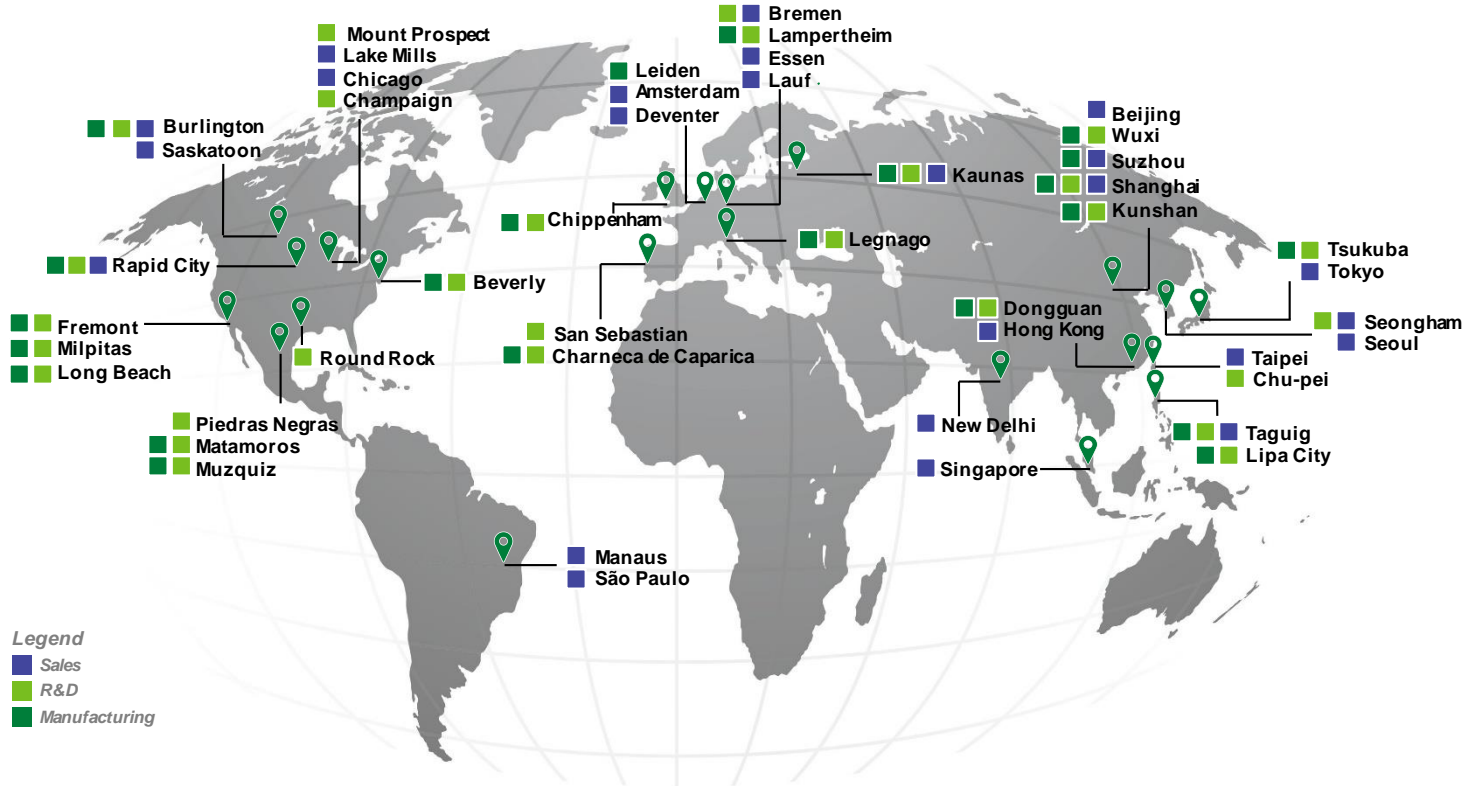 Mount Prospect
Lake Mills
Chicago
Champaign
Burlington
Saskatoon
Rapid City
Beverly
Fremont
Milpitas
Long Beach
Round Rock
Piedras Negras
Matamoros
Muzquiz
Manaus
São Paulo
Bremen
Lampertheim
Essen
Lauf
Leiden
Amsterdam
Deventer
Chippenham
Kaunas
Legnago
San Sebastian
Charneca de Caparica
Beijing
Wuxi
Suzhou
Shanghai
Kunshan
Tsukuba
Tokyo
Dongguan
Hong Kong
Seongham
Seoul
Taipei
Chu-pei
New Delhi
Singapore
Taguig
Lipa City
Legend
Sales
R&D
Manufacturing